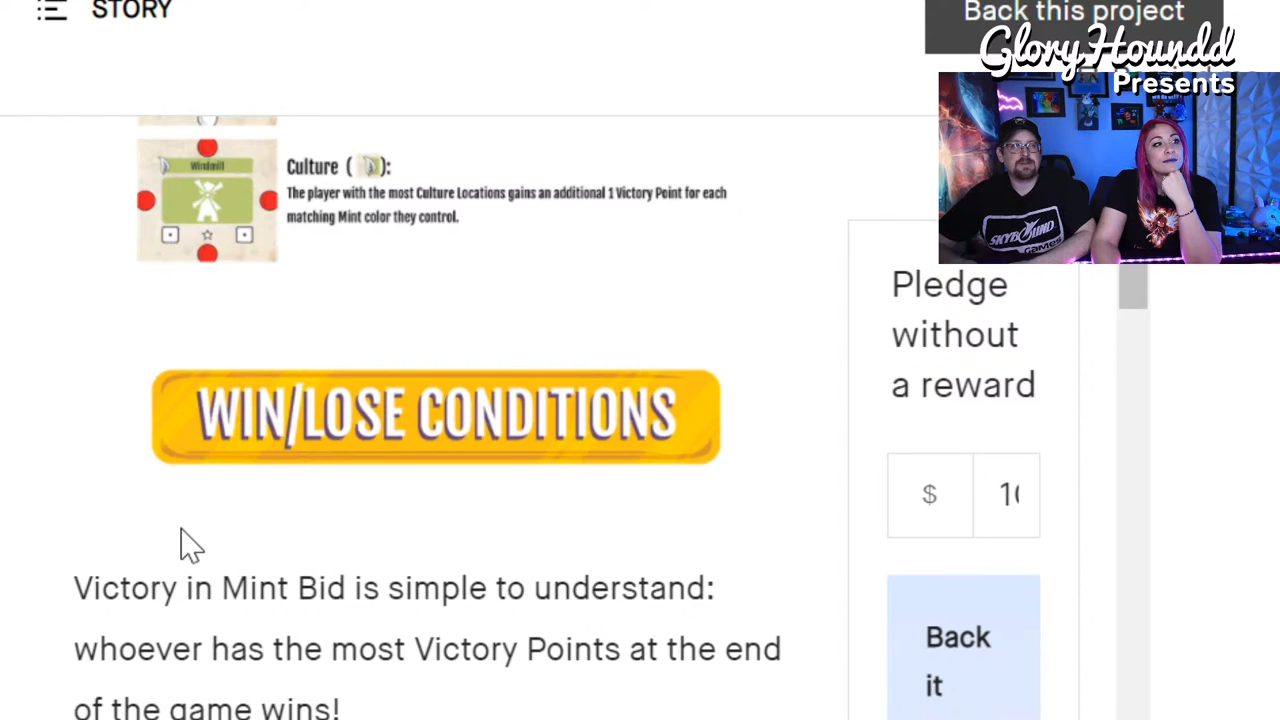 STORY
Back this project
GloryHoundd
Presents
Windmill
Culture ( ):
The player with the most Culture Locations gains an additional 1 Victory Point for each
matching Mint color they control.
SKYBOUND
GAMES
Pledge
without
a reward
WIN/LOSE CONDITIONS
$
Victory in Mint Bid is simple to understand:
whoever has the most Victory Points at the end
of the game wins!
Back
it